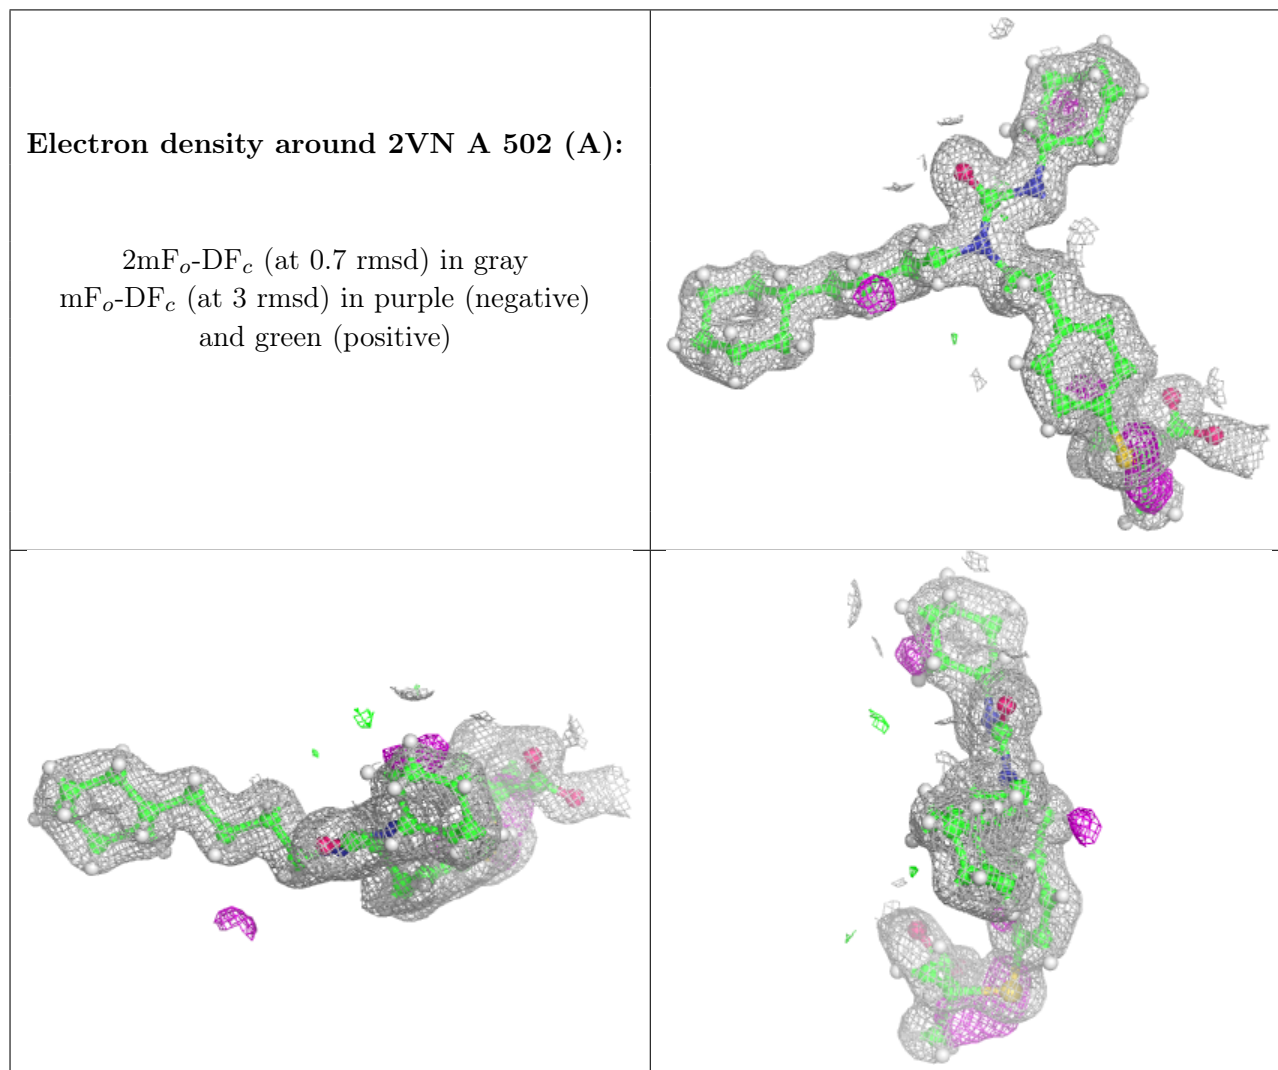 Electron density around 2VN A 502 (A):
2mFo-DFc (at 0.7 rmsd) in gray
mFo-DFc (at 3 rmsd) in purple (negative)
and green (positive)